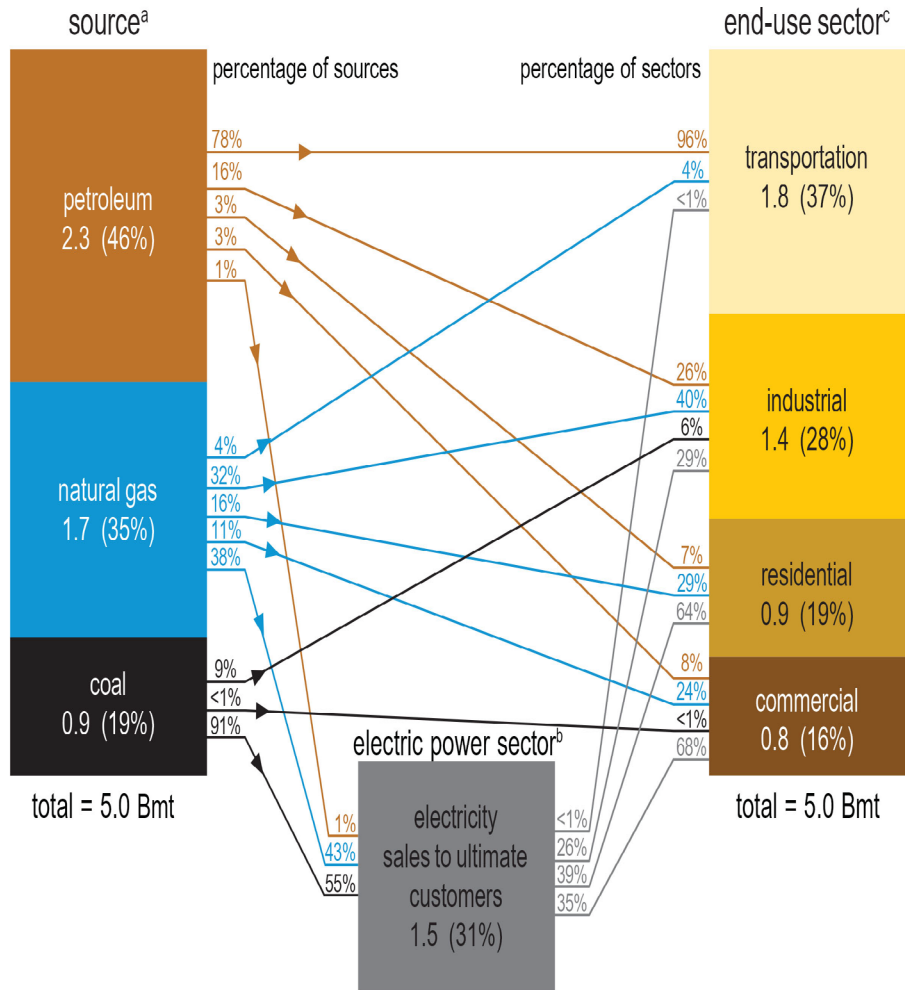 sourceᵃ
end-use sectorᶜ
percentage of sources
percentage of sectors
petroleum
2.3 (46%)
78%
16%
3%
3%
1%
natural gas
1.7 (35%)
4%
32%
16%
11%
38%
coal
0.9 (19%)
9%
<1%
91%
total = 5.0 Bmt
electric power sectorᵇ
1%
43%
55%
electricity
sales to ultimate
customers
1.5 (31%)
<1%
26%
39%
35%
96%
4%
<1%
transportation
1.8 (37%)
26%
40%
6%
29%
industrial
1.4 (28%)
7%
29%
64%
residential
0.9 (19%)
8%
24%
<1%
68%
commercial
0.8 (16%)
total = 5.0 Bmt